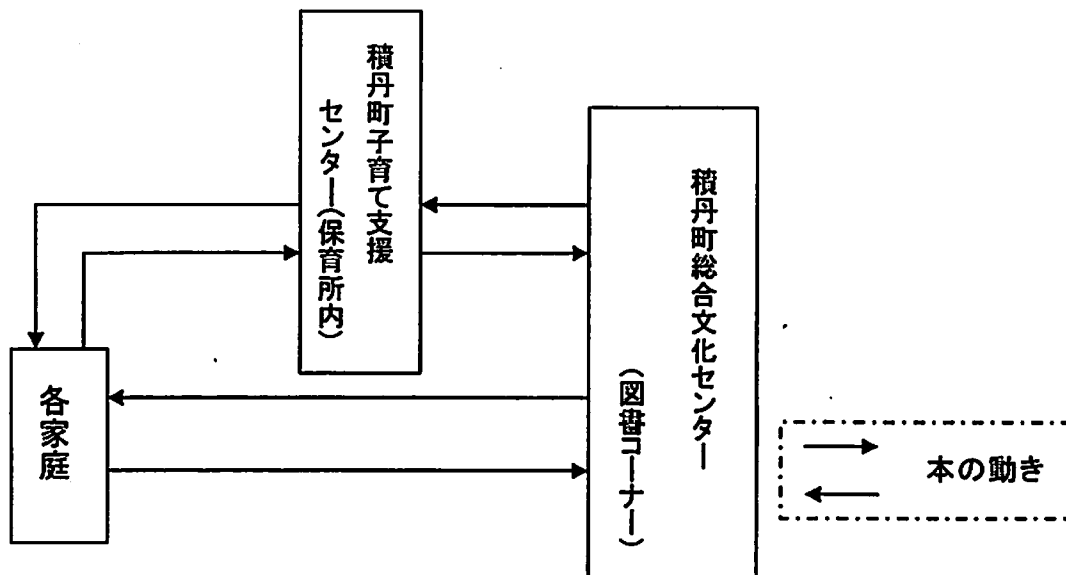 積丹町子育て支援
センター(保育所内)
積丹町総合文化センター
(図書コーナー)
各家庭
本の動き